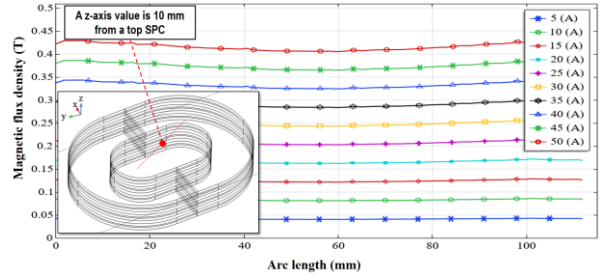 A z-axis value is 10 mm
from a top SPC
Magnetic flux density (T)
0.5
0.45
0.4
0.35
0.3
0.25
0.2
0.15
0.1
0.05
0
z
x
y
5 (A)
10 (A)
15 (A)
20 (A)
25 (A)
30 (A)
35 (A)
40 (A)
45 (A)
50 (A)
0 20 40 60 80 100
Arc length (mm)